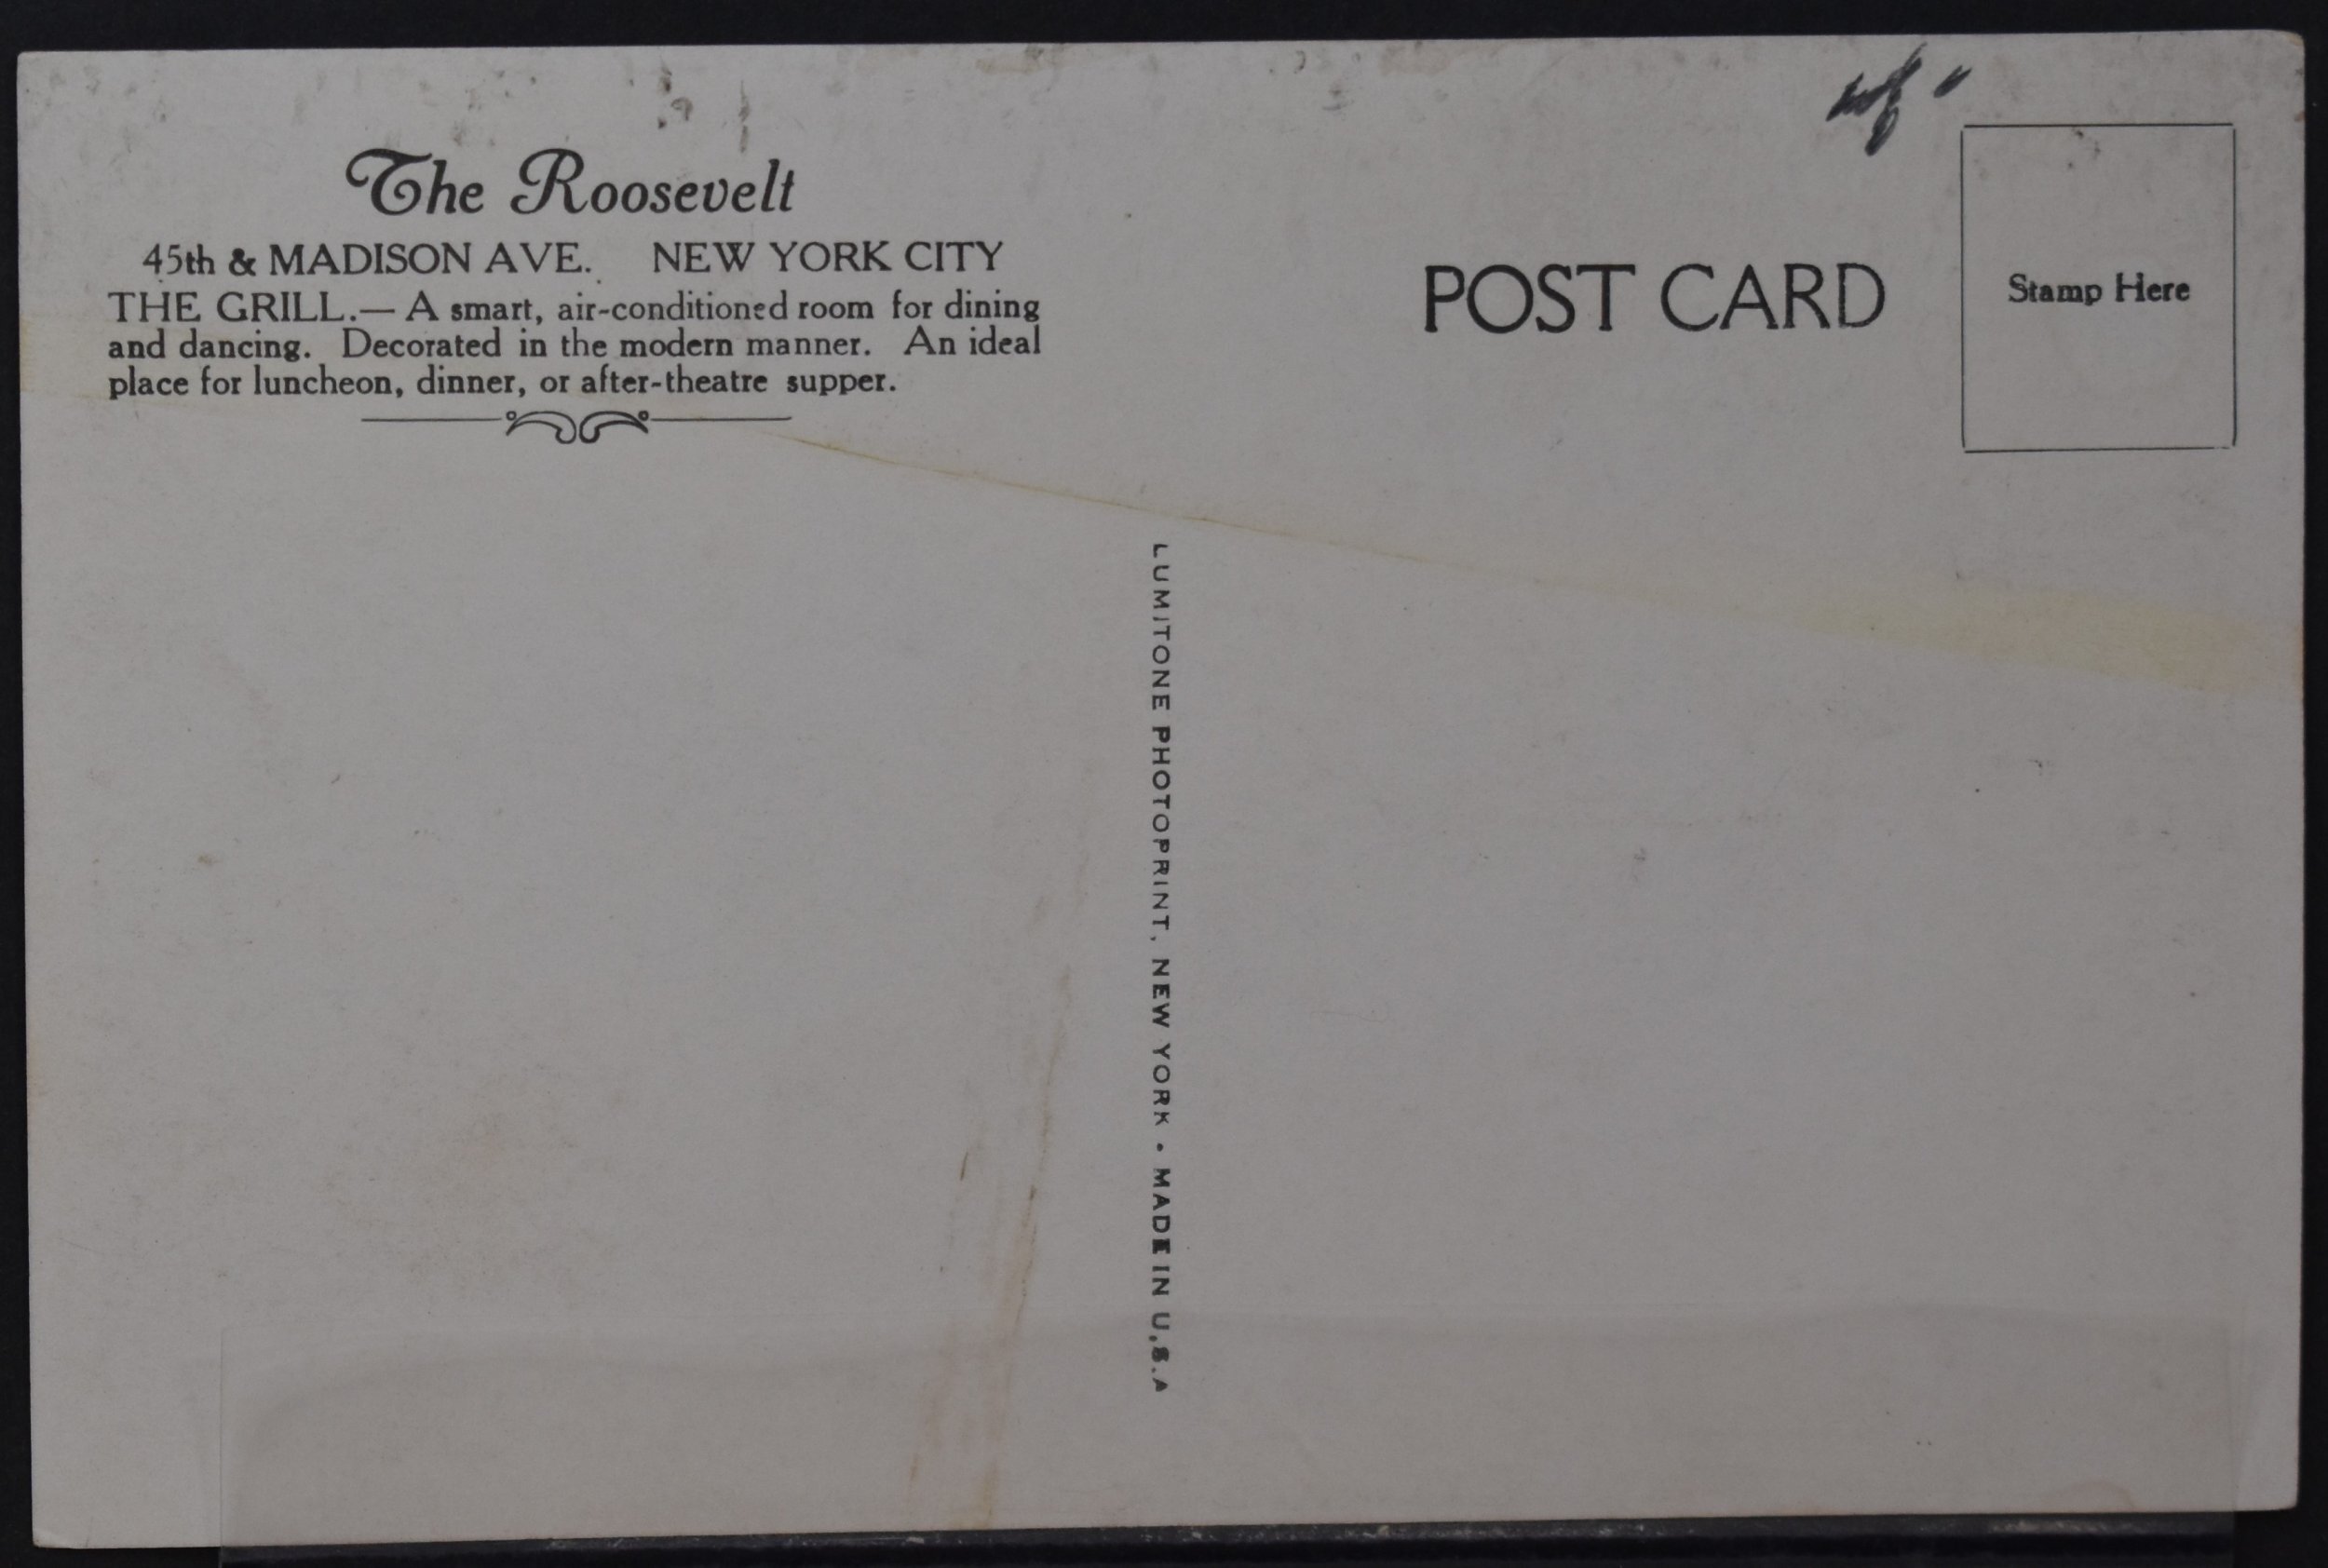 The Roosevelt
45th & MADISON AVE. NEW YORK CITY
THE GRILL.— A smart, air-conditioned room for dining
and dancing. Decorated in the modern manner. An ideal
place for luncheon, dinner, or after-theatre supper.
POST CARD
Stamp Here
LUMITONE PHOTOPRINT, NEW YORK • MADE IN U.S.A